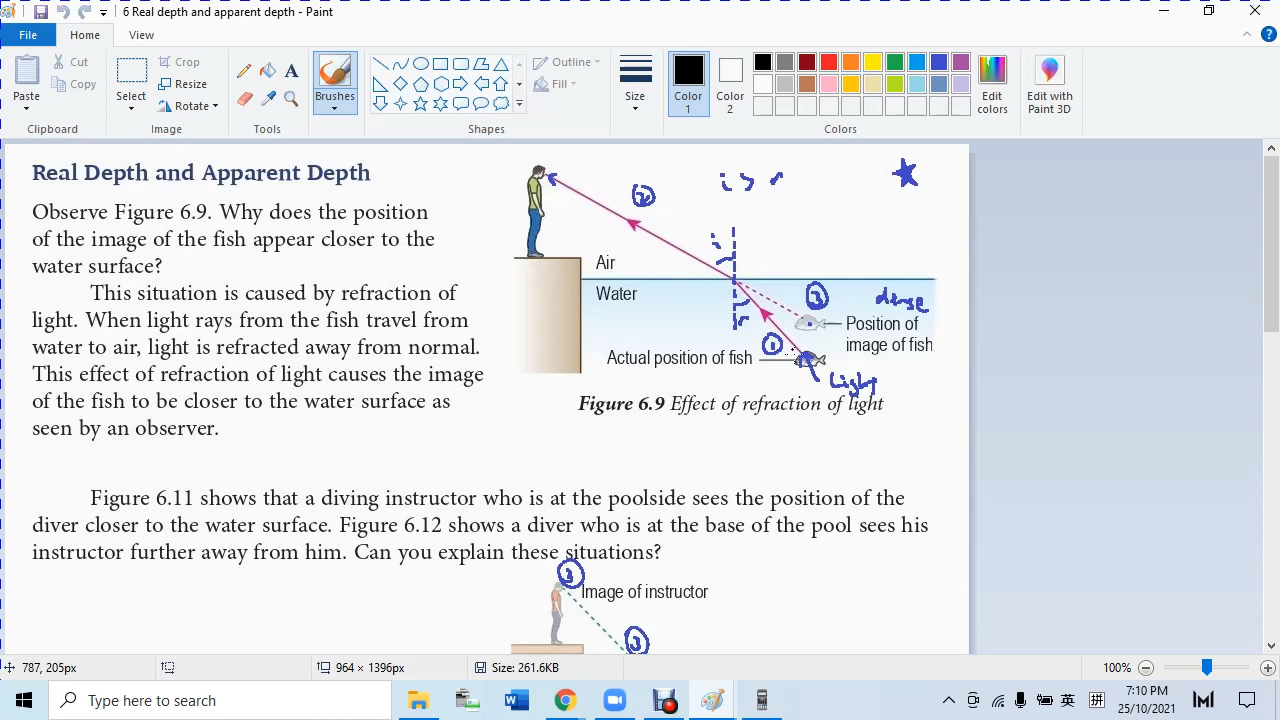 6 Real depth and apparent depth - Paint
File
Home
View
Paste
Cut
Copy
Clipboard
Select
Crop
Resize
Rotate
Image
A
Tools
Brushes
Outline
Fill
Shapes
Size
Color 1
Color 2
Colors
Edit colors
Edit with Paint 3D
Real Depth and Apparent Depth
Observe Figure 6.9. Why does the position
of the image of the fish appear closer to the
water surface?
This situation is caused by refraction of
light. When light rays from the fish travel from
water to air, light is refracted away from normal.
This effect of refraction of light causes the image
of the fish to be closer to the water surface as
seen by an observer.
i > r
2
i
Air
Water
r
3
dense
Position of
image of fish
1
Actual position of fish
Light
Figure 6.9 Effect of refraction of light
Figure 6.11 shows that a diving instructor who is at the poolside sees the position of the
diver closer to the water surface. Figure 6.12 shows a diver who is at the base of the pool sees his
instructor further away from him. Can you explain these situations?
3
Image of instructor
787, 205px
964 × 1396px
Size: 261.6KB
100%
Type here to search
英
拼
7:10 PM
25/10/2021